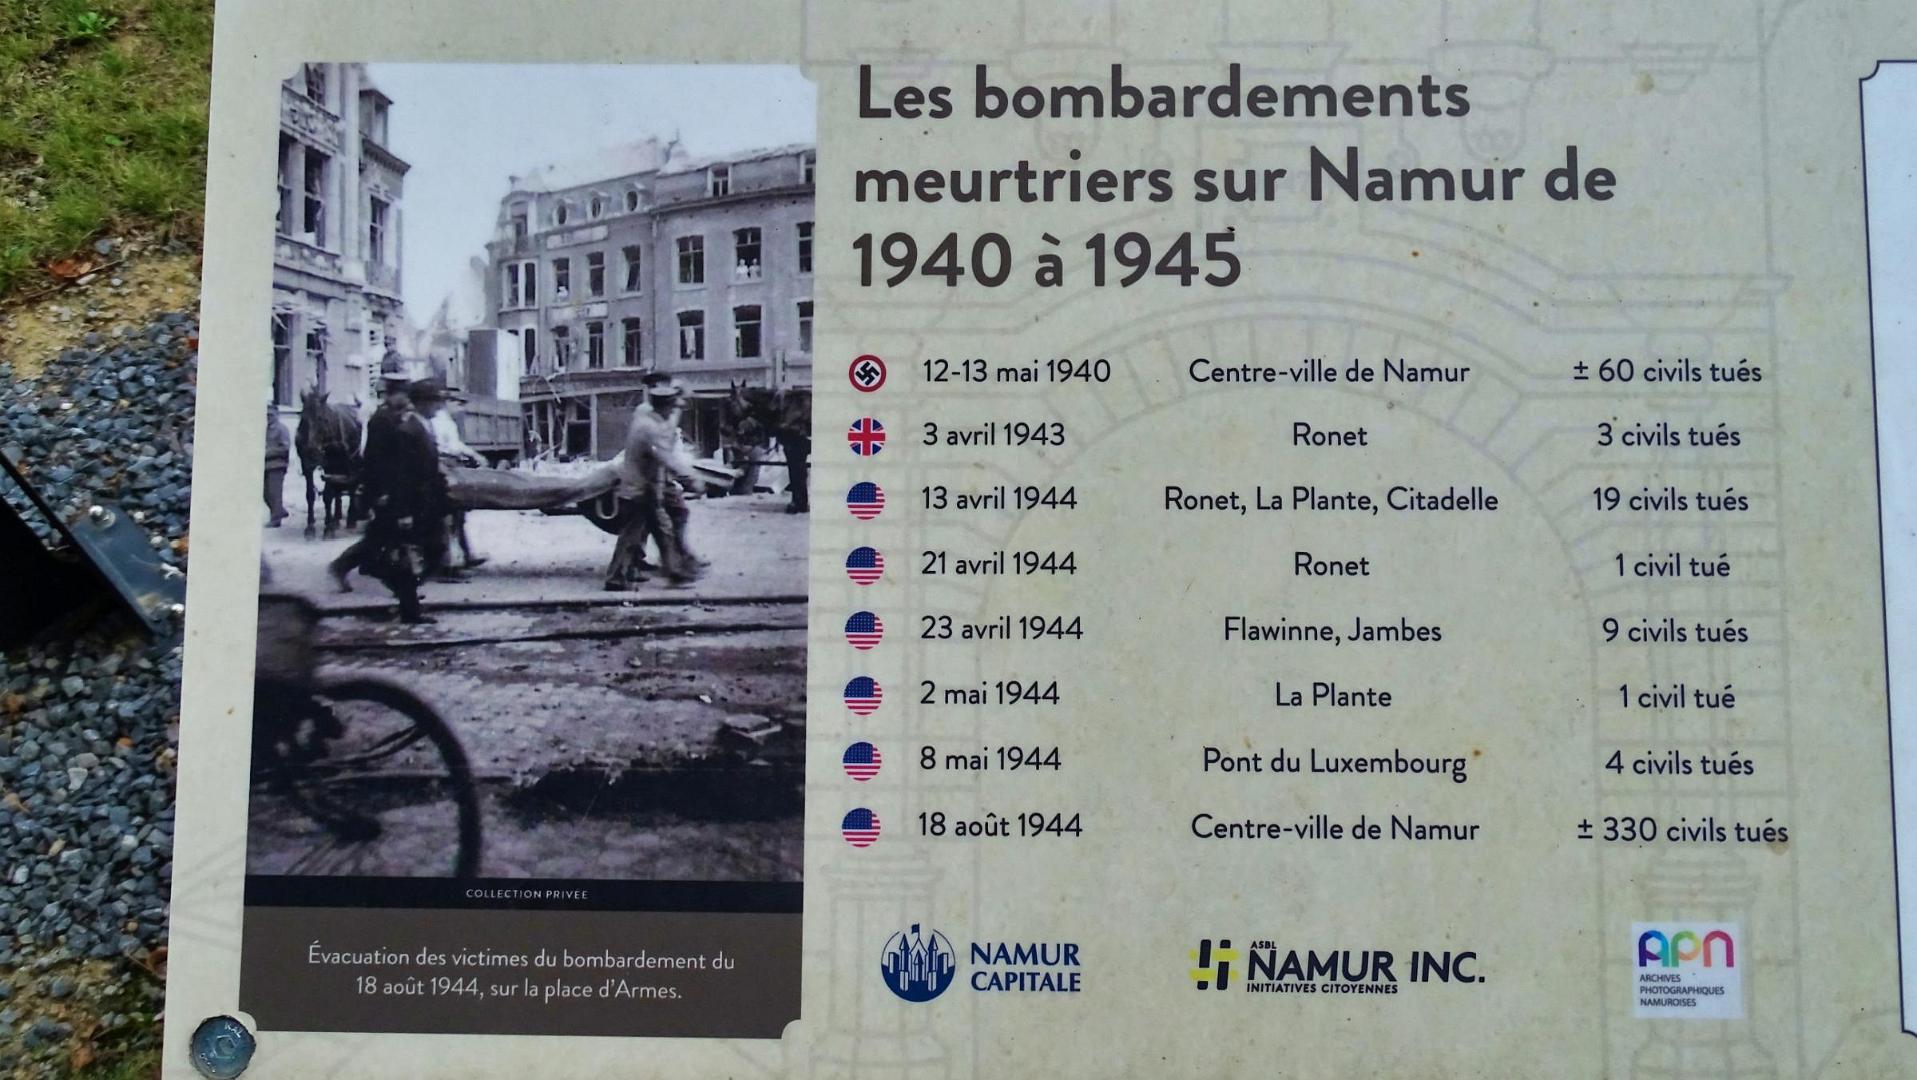 Les bombardements
meurtriers sur Namur de
1940 à 1945
12-13 mai 1940 Centre-ville de Namur ± 60 civils tués
3 avril 1943 Ronet 3 civils tués
13 avril 1944 Ronet, La Plante, Citadelle 19 civils tués
21 avril 1944 Ronet 1 civil tué
23 avril 1944 Flawinne, Jambes 9 civils tués
2 mai 1944 La Plante 1 civil tué
8 mai 1944 Pont du Luxembourg 4 civils tués
18 août 1944 Centre-ville de Namur ± 330 civils tués
COLLECTION PRIVÉE
Évacuation des victimes du bombardement du
18 août 1944, sur la place d'Armes.
NAMUR
CAPITALE
ASBL
NAMUR INC.
INITIATIVES CITOYENNES
APN
ARCHIVES
PHOTOGRAPHIQUES
NAMUROISES